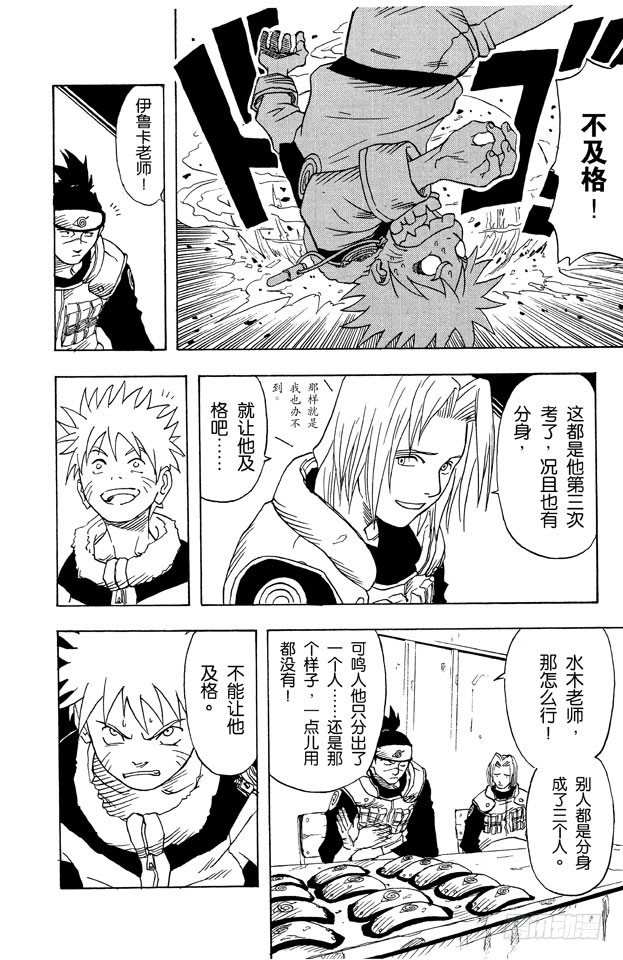 不及格！
ドコ
伊鲁卡老师！
这都是他第三次
考了，况且也有
分身，
那样就是
我也办不
到。
就让他及
格吧……
水木老师，
那怎么行！
别人都是分身
成了三个人。
可鸣人他只分出了
一个人……还是那
个样子，一点儿用
都没有！
不能让他
及格。